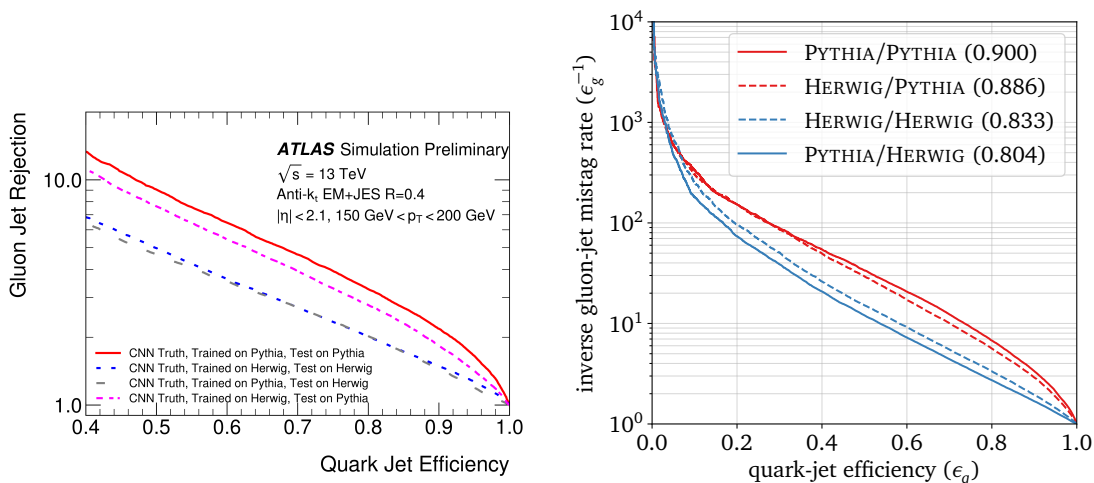 Gluon Jet Rejection
10.0
1.0
ATLAS Simulation Preliminary
√s = 13 TeV
Anti-kₜ EM+JES R=0.4
|η|<2.1, 150 GeV<p_T<200 GeV
CNN Truth, Trained on Pythia, Test on Pythia
CNN Truth, Trained on Herwig, Test on Herwig
CNN Truth, Trained on Pythia, Test on Herwig
CNN Truth, Trained on Herwig, Test on Pythia
0.4 0.5 0.6 0.7 0.8 0.9 1.0
Quark Jet Efficiency
inverse gluon-jet mistag rate (ϵ_g^{-1})
10⁴
10³
10²
10¹
10⁰
PYTHIA/PYTHIA (0.900)
HERWIG/PYTHIA (0.886)
HERWIG/HERWIG (0.833)
PYTHIA/HERWIG (0.804)
0.0 0.2 0.4 0.6 0.8 1.0
quark-jet efficiency (ϵ_q)